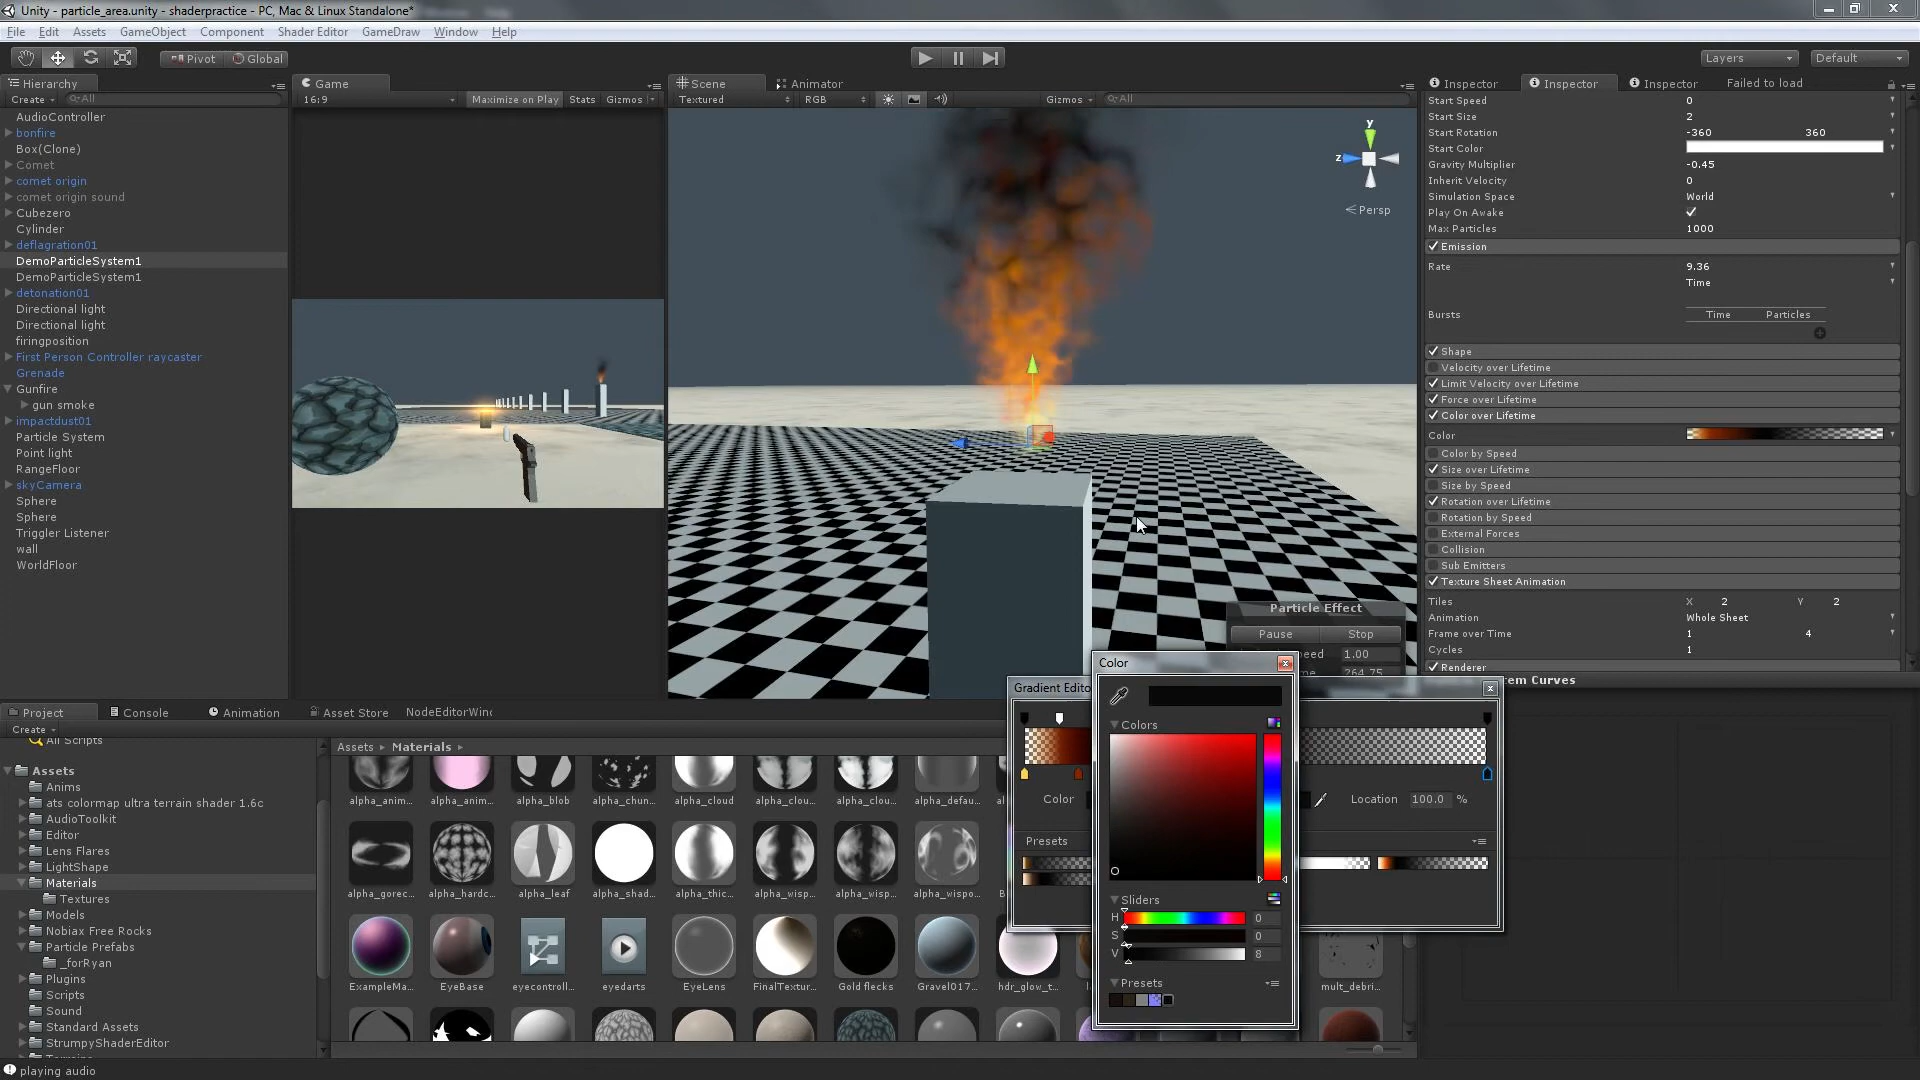 Unity - particle_area.unity - shaderpractice - PC, Mac & Linux Standalone*
File Edit Assets GameObject Component Shader Editor GameDraw Window Help
Pivot Global Layers Default
Hierarchy
Create All
AudioController
bonfire
Box(Clone)
Comet
comet origin
comet origin sound
Cubezero
Cylinder
deflagration01
DemoParticleSystem1
DemoParticleSystem1
detonation01
Directional light
Directional light
firingposition
First Person Controller raycaster
Grenade
Gunfire
gun smoke
impactdust01
Particle System
Point light
RangeFloor
skyCamera
Sphere
Sphere
Triggler Listener
wall
WorldFloor
Game
16:9 Maximize on Play Stats Gizmos
Scene Animator
Textured RGB Gizmos All
y
z
Persp
Particle Effect
Pause Stop
1.00
Inspector Inspector Inspector Failed to load
Start Speed 0
Start Size 2
Start Rotation -360 360
Start Color
Gravity Multiplier -0.45
Inherit Velocity 0
Simulation Space World
Play On Awake
Max Particles 1000
Emission
Rate 9.36
Time
Bursts Time Particles
Shape
Velocity over Lifetime
Limit Velocity over Lifetime
Force over Lifetime
Color over Lifetime
Color
Color by Speed
Size over Lifetime
Size by Speed
Rotation over Lifetime
Rotation by Speed
External Forces
Collision
Sub Emitters
Texture Sheet Animation
Tiles X 2 Y 2
Animation Whole Sheet
Frame over Time 1 4
Cycles 1
Renderer
Curves
Project Console Animation Asset Store NodeEditorWinc
Create
All Scripts
Assets
Anims
ats colormap ultra terrain shader 1.6c
AudioToolkit
Editor
Lens Flares
LightShape
Materials
Textures
Models
Nobiax Free Rocks
Particle Prefabs
_forRyan
Plugins
Scripts
Sound
Standard Assets
StrumpyShaderEditor
Assets Materials
alpha_anim... alpha_anim... alpha_blob alpha_chun... alpha_cloud alpha_clou... alpha_clou... alpha_defau...
alpha_gorec... alpha_hardc... alpha_leaf alpha_shad... alpha_thic... alpha_wisp... alpha_wisp... alpha_wispo...
ExampleMa... EyeBase eyecontroll... eyedarts EyeLens FinalTextur... Gold flecks Gravel017... hdr_glow_t... mult_debri...
Gradient Edito
Color Location 100.0 %
Presets
Color
Colors
Sliders
H 0
S 0
V 8
Presets
playing audio